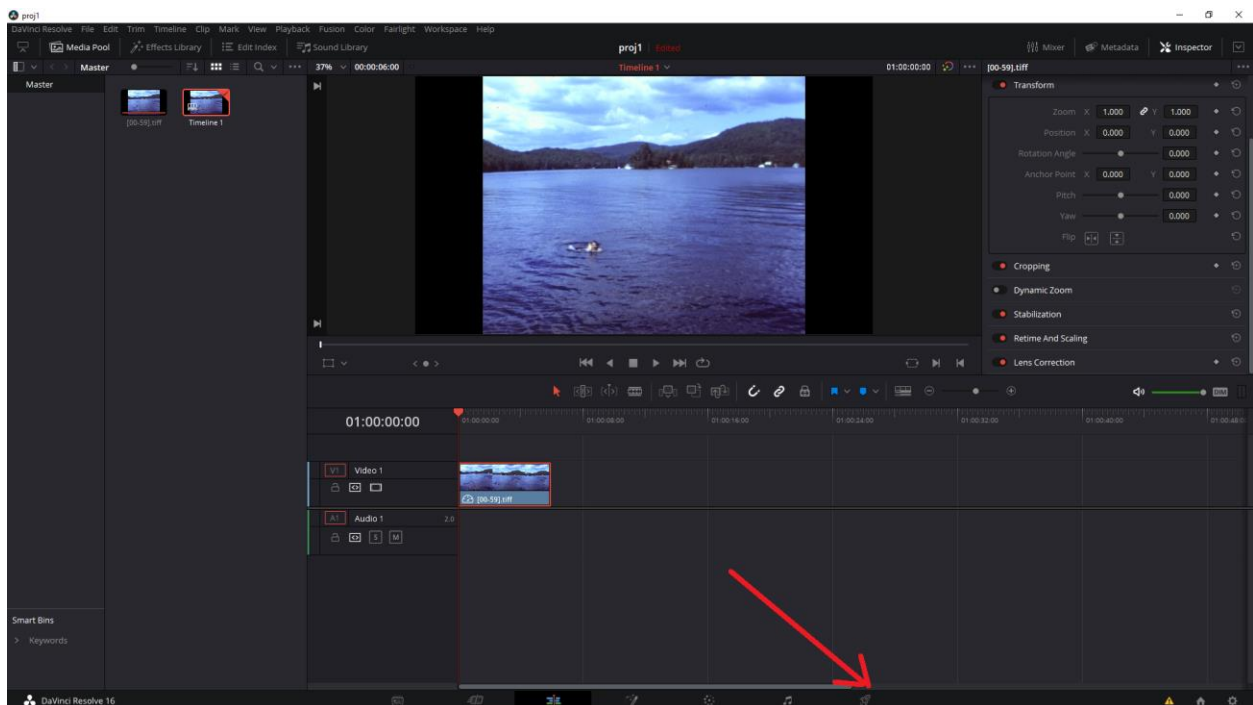 proj1
DaVinci Resolve File Edit Trim Timeline Clip Mark View Playback Fusion Color Fairlight Workspace Help
Media Pool Effects Library Edit Index Sound Library proj1 Edited Mixer Metadata Inspector
Master 37% 00:00:06:00 Timeline 1 01:00:00:00 [00-59].tiff
Master
[00-59].tiff Timeline 1
Transform
Zoom X 1.000 Y 1.000
Position X 0.000 Y 0.000
Rotation Angle 0.000
Anchor Point X 0.000 Y 0.000
Pitch 0.000
Yaw 0.000
Flip
Cropping
Dynamic Zoom
Stabilization
Retime And Scaling
Lens Correction
DIM
01:00:00:00 01:00:00:00 01:00:08:00 01:00:16:00 01:00:24:00 01:00:32:00 01:00:40:00 01:00:48:0
V1 Video 1
[00-59].tiff
A1 Audio 1 2.0
S M
Smart Bins
Keywords
DaVinci Resolve 16